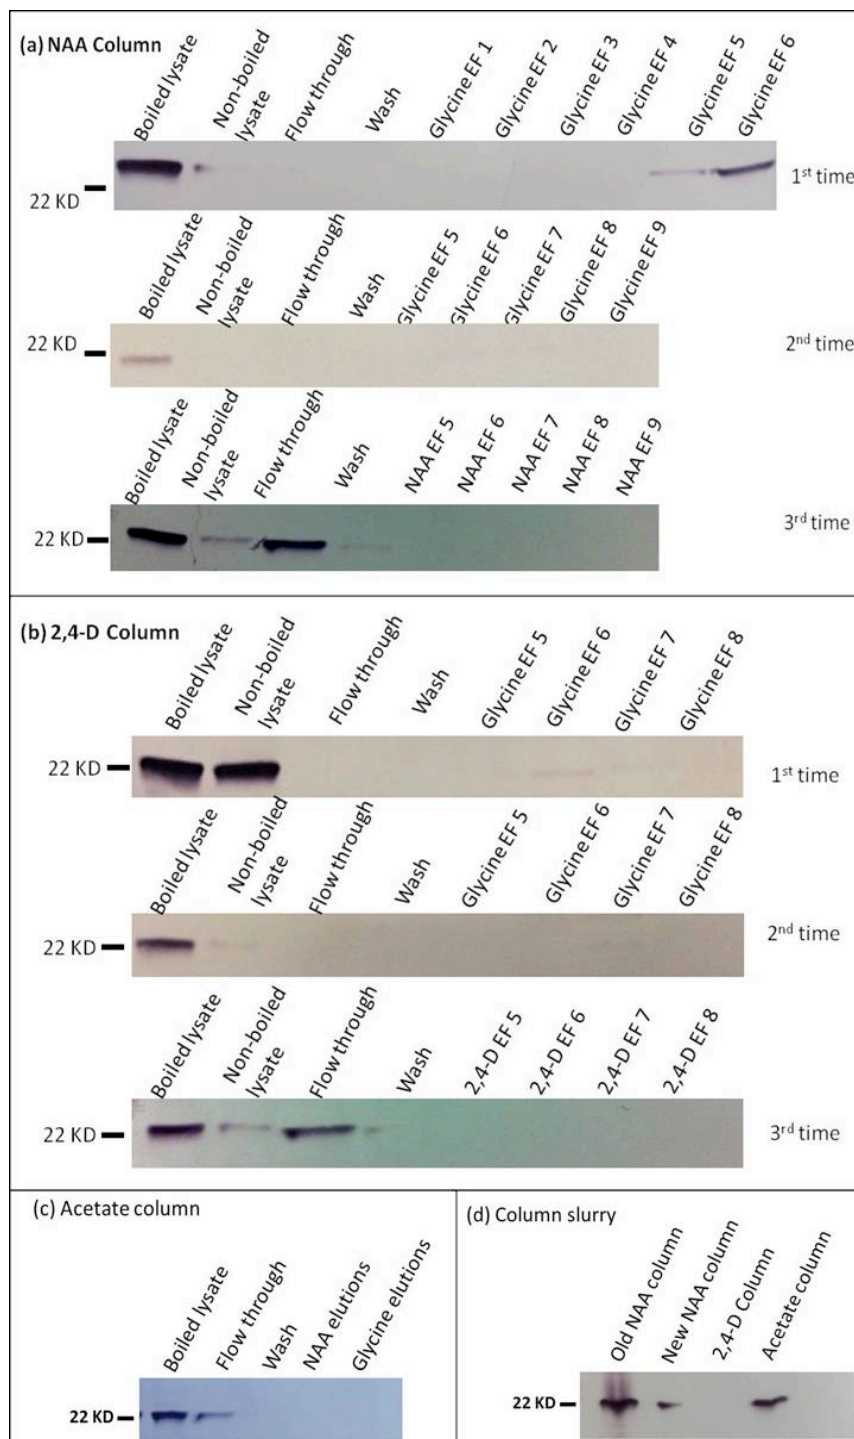 (a) NAA Column
Boiled lysate
Non-boiled
lysate
Flow through
Wash
Glycine EF 1
Glycine EF 2
Glycine EF 3
Glycine EF 4
Glycine EF 5
Glycine EF 6
22 KD
1st time
Boiled lysate
Non-boiled
lysate
Flow through
Wash
Glycine EF 5
Glycine EF 6
Glycine EF 7
Glycine EF 8
Glycine EF 9
22 KD
2nd time
Boiled lysate
Non-boiled
lysate
Flow through
Wash
NAA EF 5
NAA EF 6
NAA EF 7
NAA EF 8
NAA EF 9
22 KD
3rd time
(b) 2,4-D Column
Boiled lysate
Non-boiled
lysate
Flow through
Wash
Glycine EF 5
Glycine EF 6
Glycine EF 7
Glycine EF 8
22 KD
1st time
Boiled lysate
Non-boiled
lysate
Flow through
Wash
Glycine EF 5
Glycine EF 6
Glycine EF 7
Glycine EF 8
22 KD
2nd time
Boiled lysate
Non-boiled
lysate
Flow through
Wash
2,4-D EF 5
2,4-D EF 6
2,4-D EF 7
2,4-D EF 8
22 KD
3rd time
(c) Acetate column
Boiled lysate
Flow through
Wash
NAA elutions
Glycine elutions
22 KD
(d) Column slurry
Old NAA column
New NAA column
2,4-D Column
Acetate column
22 KD